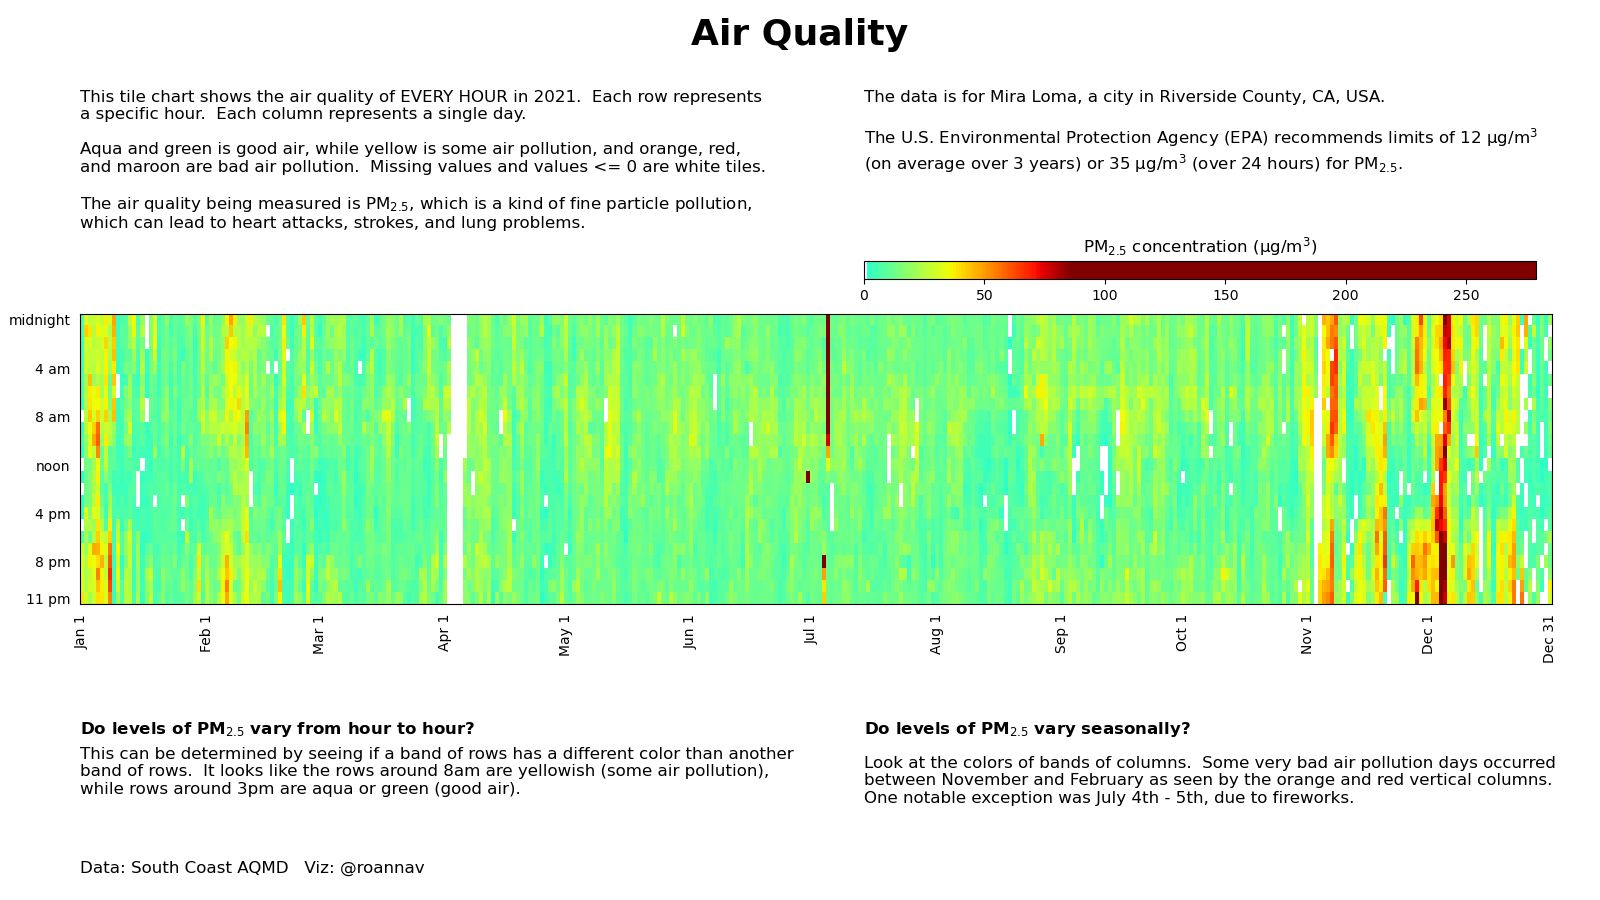 Air Quality
This tile chart shows the air quality of EVERY HOUR in 2021.  Each row represents
a specific hour.  Each column represents a single day.
Aqua and green is good air, while yellow is some air pollution, and orange, red,
and maroon are bad air pollution.  Missing values and values <= 0 are white tiles.
The air quality being measured is PM2.5, which is a kind of fine particle pollution,
which can lead to heart attacks, strokes, and lung problems.
The data is for Mira Loma, a city in Riverside County, CA, USA.
The U.S. Environmental Protection Agency (EPA) recommends limits of 12 μg/m³
(on average over 3 years) or 35 μg/m³ (over 24 hours) for PM2.5.
PM2.5 concentration (μg/m³)
0 50 100 150 200 250
midnight
4 am
8 am
noon
4 pm
8 pm
11 pm
Jan 1 Feb 1 Mar 1 Apr 1 May 1 Jun 1 Jul 1 Aug 1 Sep 1 Oct 1 Nov 1 Dec 1 Dec 31
Do levels of PM2.5 vary from hour to hour?
This can be determined by seeing if a band of rows has a different color than another
band of rows.  It looks like the rows around 8am are yellowish (some air pollution),
while rows around 3pm are aqua or green (good air).
Do levels of PM2.5 vary seasonally?
Look at the colors of bands of columns.  Some very bad air pollution days occurred
between November and February as seen by the orange and red vertical columns.
One notable exception was July 4th - 5th, due to fireworks.
Data: South Coast AQMD   Viz: @roannav